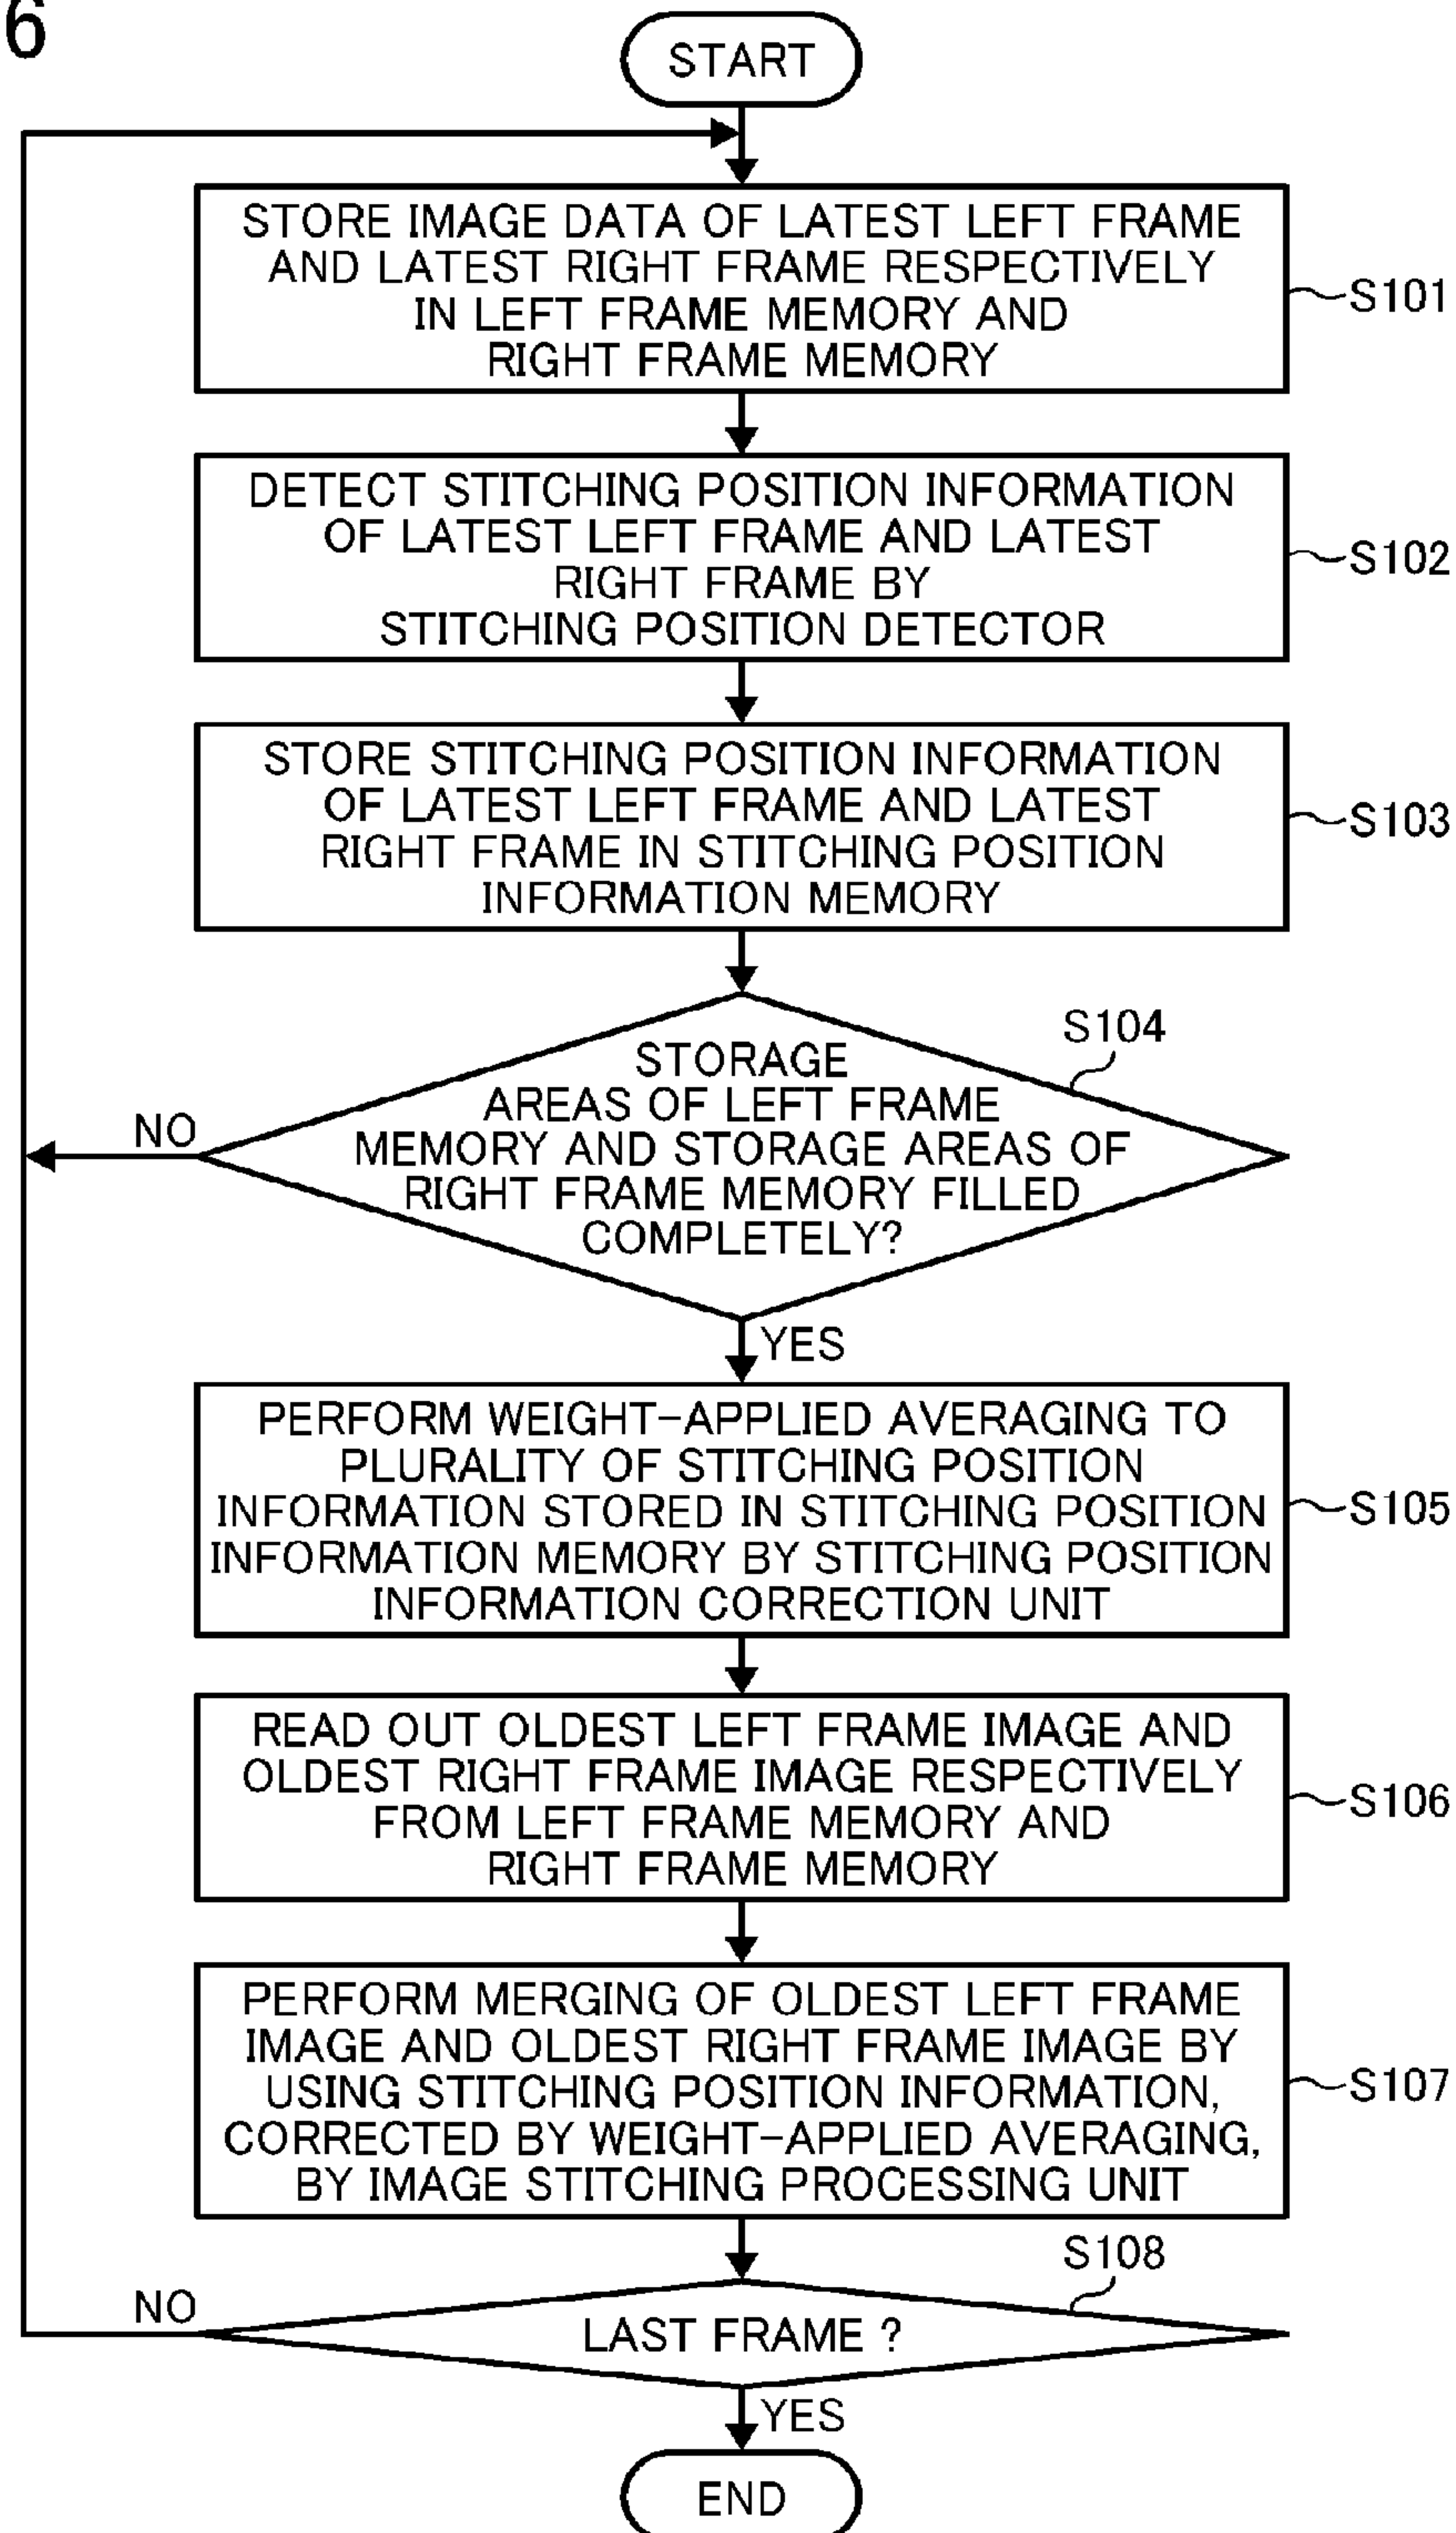 6
START
STORE IMAGE DATA OF LATEST LEFT FRAME
AND LATEST RIGHT FRAME RESPECTIVELY
IN LEFT FRAME MEMORY AND
RIGHT FRAME MEMORY
S101
DETECT STITCHING POSITION INFORMATION
OF LATEST LEFT FRAME AND LATEST
RIGHT FRAME BY
STITCHING POSITION DETECTOR
S102
STORE STITCHING POSITION INFORMATION
OF LATEST LEFT FRAME AND LATEST
RIGHT FRAME IN STITCHING POSITION
INFORMATION MEMORY
S103
S104
STORAGE
AREAS OF LEFT FRAME
MEMORY AND STORAGE AREAS OF
RIGHT FRAME MEMORY FILLED
COMPLETELY?
NO
YES
PERFORM WEIGHT-APPLIED AVERAGING TO
PLURALITY OF STITCHING POSITION
INFORMATION STORED IN STITCHING POSITION
INFORMATION MEMORY BY STITCHING POSITION
INFORMATION CORRECTION UNIT
S105
READ OUT OLDEST LEFT FRAME IMAGE AND
OLDEST RIGHT FRAME IMAGE RESPECTIVELY
FROM LEFT FRAME MEMORY AND
RIGHT FRAME MEMORY
S106
PERFORM MERGING OF OLDEST LEFT FRAME
IMAGE AND OLDEST RIGHT FRAME IMAGE BY
USING STITCHING POSITION INFORMATION,
CORRECTED BY WEIGHT-APPLIED AVERAGING,
BY IMAGE STITCHING PROCESSING UNIT
S107
S108
NO
LAST FRAME ?
YES
END